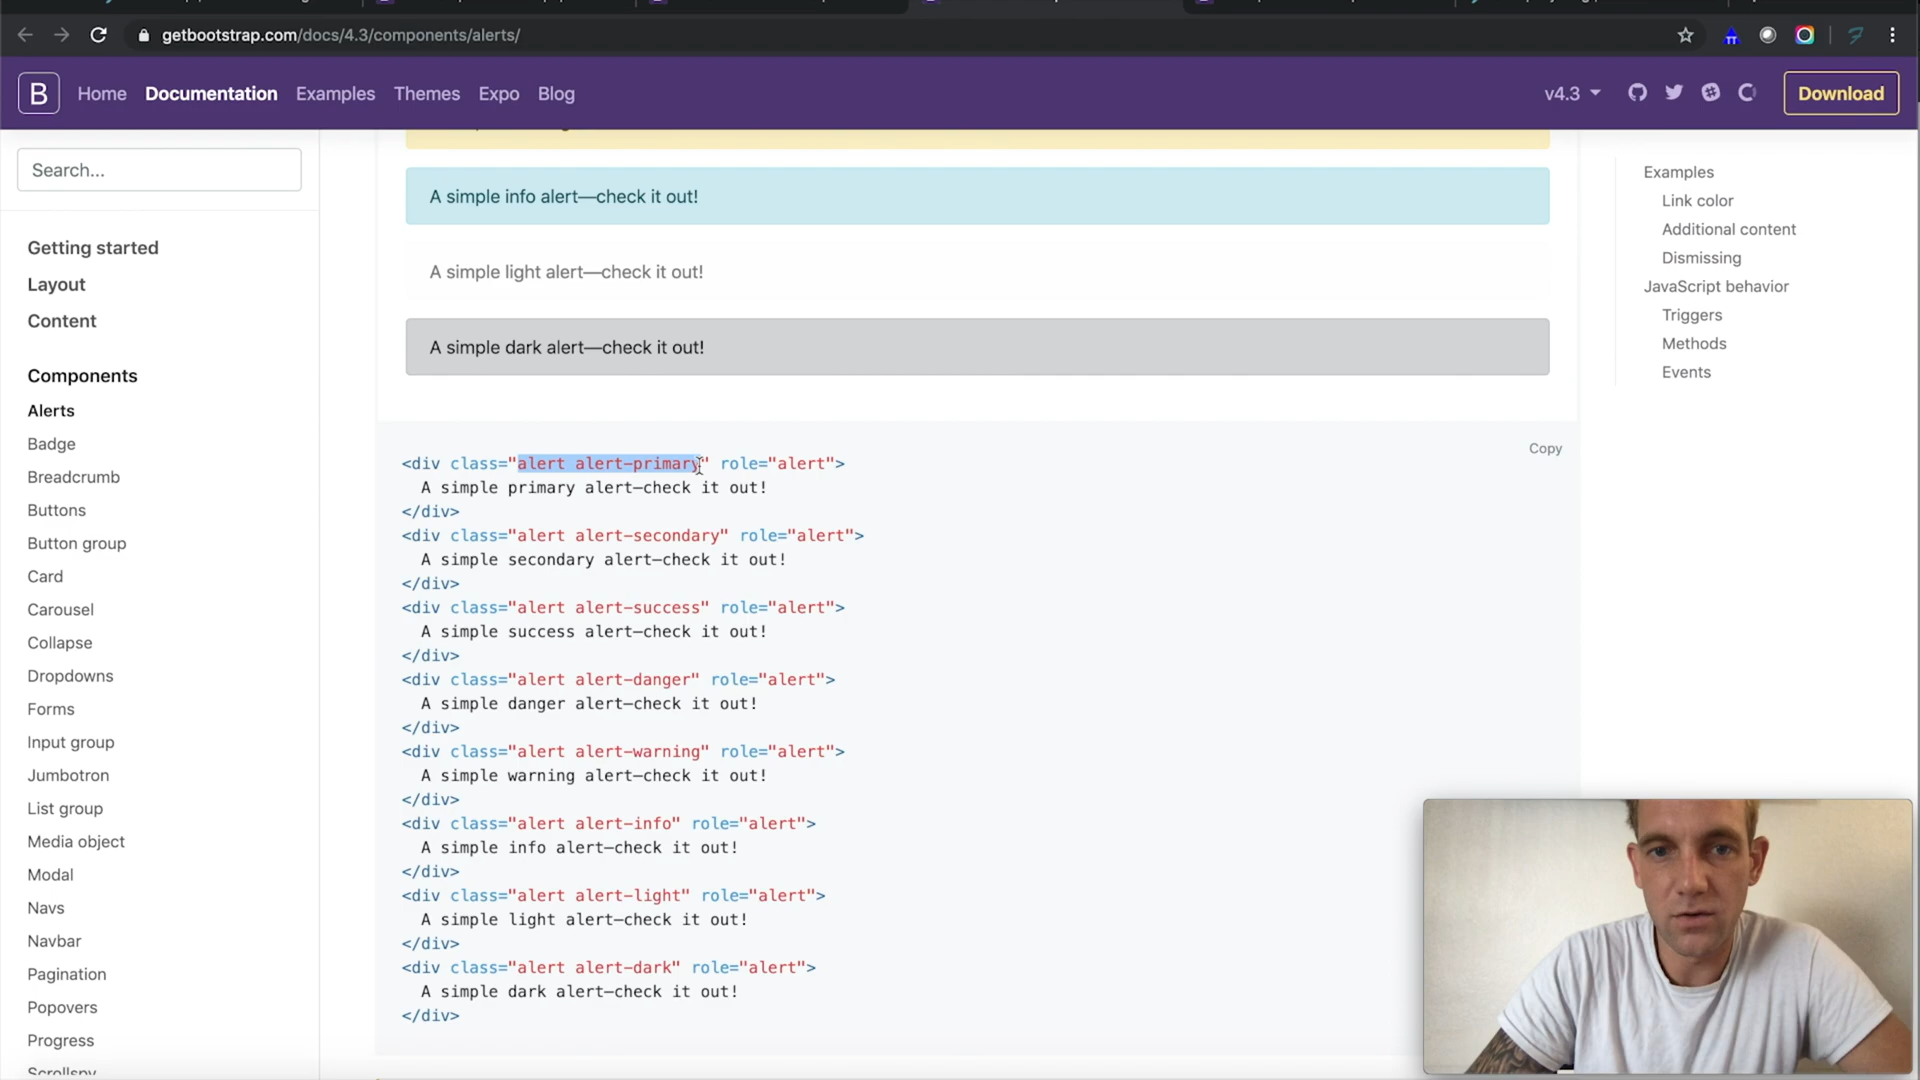 getbootstrap.com/docs/4.3/components/alerts/
B Home Documentation Examples Themes Expo Blog v4.3 Download
Search...
Getting started
Layout
Content
Components
Alerts
Badge
Breadcrumb
Buttons
Button group
Card
Carousel
Collapse
Dropdowns
Forms
Input group
Jumbotron
List group
Media object
Modal
Navs
Navbar
Pagination
Popovers
Progress
Scrollspy
A simple info alert—check it out!
A simple light alert—check it out!
A simple dark alert—check it out!
Copy
<div class="alert alert-primary" role="alert">
A simple primary alert—check it out!
</div>
<div class="alert alert-secondary" role="alert">
A simple secondary alert—check it out!
</div>
<div class="alert alert-success" role="alert">
A simple success alert—check it out!
</div>
<div class="alert alert-danger" role="alert">
A simple danger alert—check it out!
</div>
<div class="alert alert-warning" role="alert">
A simple warning alert—check it out!
</div>
<div class="alert alert-info" role="alert">
A simple info alert—check it out!
</div>
<div class="alert alert-light" role="alert">
A simple light alert—check it out!
</div>
<div class="alert alert-dark" role="alert">
A simple dark alert—check it out!
</div>
Examples
Link color
Additional content
Dismissing
JavaScript behavior
Triggers
Methods
Events